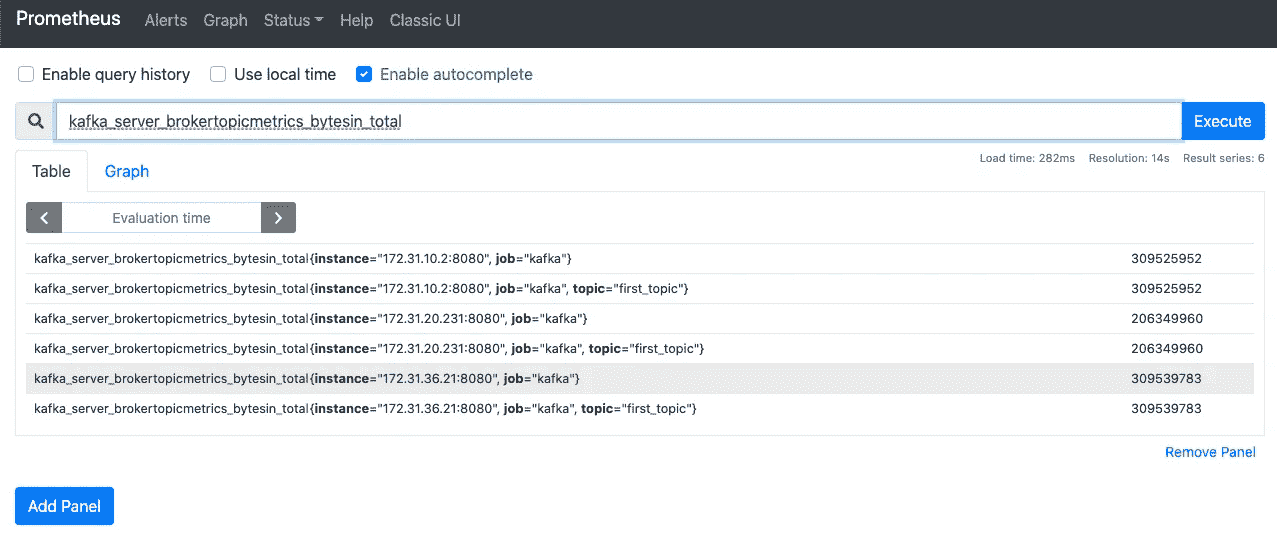 Prometheus Alerts Graph Status Help Classic UI
Enable query history Use local time Enable autocomplete
kafka_server_brokertopicmetrics_bytesin_total Execute
Table Graph Load time: 282ms Resolution: 14s Result series: 6
Evaluation time
kafka_server_brokertopicmetrics_bytesin_total{instance="172.31.10.2:8080", job="kafka"} 309525952
kafka_server_brokertopicmetrics_bytesin_total{instance="172.31.10.2:8080", job="kafka", topic="first_topic"} 309525952
kafka_server_brokertopicmetrics_bytesin_total{instance="172.31.20.231:8080", job="kafka"} 206349960
kafka_server_brokertopicmetrics_bytesin_total{instance="172.31.20.231:8080", job="kafka", topic="first_topic"} 206349960
kafka_server_brokertopicmetrics_bytesin_total{instance="172.31.36.21:8080", job="kafka"} 309539783
kafka_server_brokertopicmetrics_bytesin_total{instance="172.31.36.21:8080", job="kafka", topic="first_topic"} 309539783
Remove Panel
Add Panel